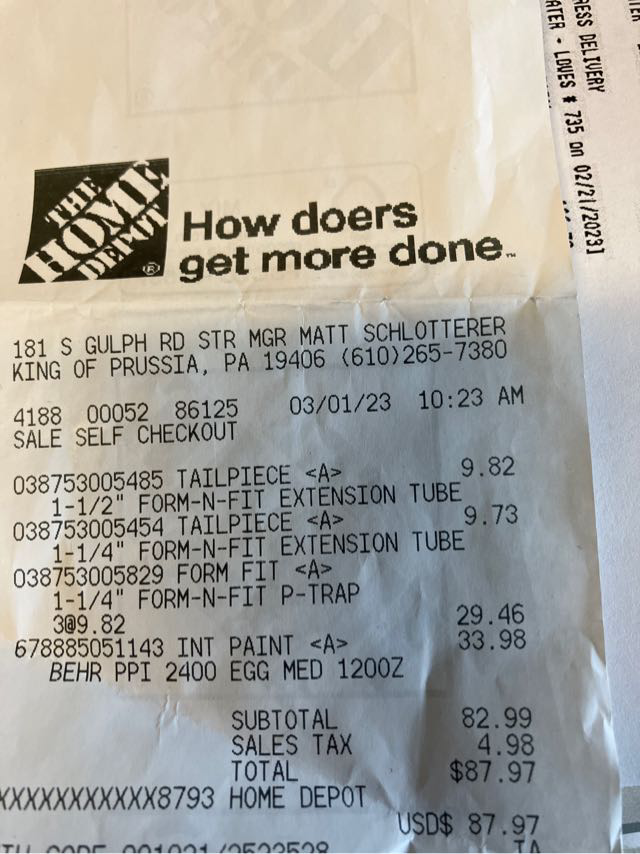 THE
HOME
DEPOT
®
How doers
get more done™
181 S GULPH RD STR MGR MATT SCHLOTTERER
KING OF PRUSSIA, PA 19406 (610)265-7380
4188 00052 86125 03/01/23 10:23 AM
SALE SELF CHECKOUT
038753005485 TAILPIECE <A> 9.82
1-1/2" FORM-N-FIT EXTENSION TUBE
038753005454 TAILPIECE <A> 9.73
1-1/4" FORM-N-FIT EXTENSION TUBE
038753005829 FORM FIT <A>
1-1/4" FORM-N-FIT P-TRAP
3@9.82 29.46
678885051143 INT PAINT <A> 33.98
BEHR PPI 2400 EGG MED 120OZ
SUBTOTAL 82.99
SALES TAX 4.98
TOTAL $87.97
XXXXXXXXXXX8793 HOME DEPOT
USD$ 87.97
TA
RESS DELIVERY
ATER - LOWES # 735 on 02/21/2023]